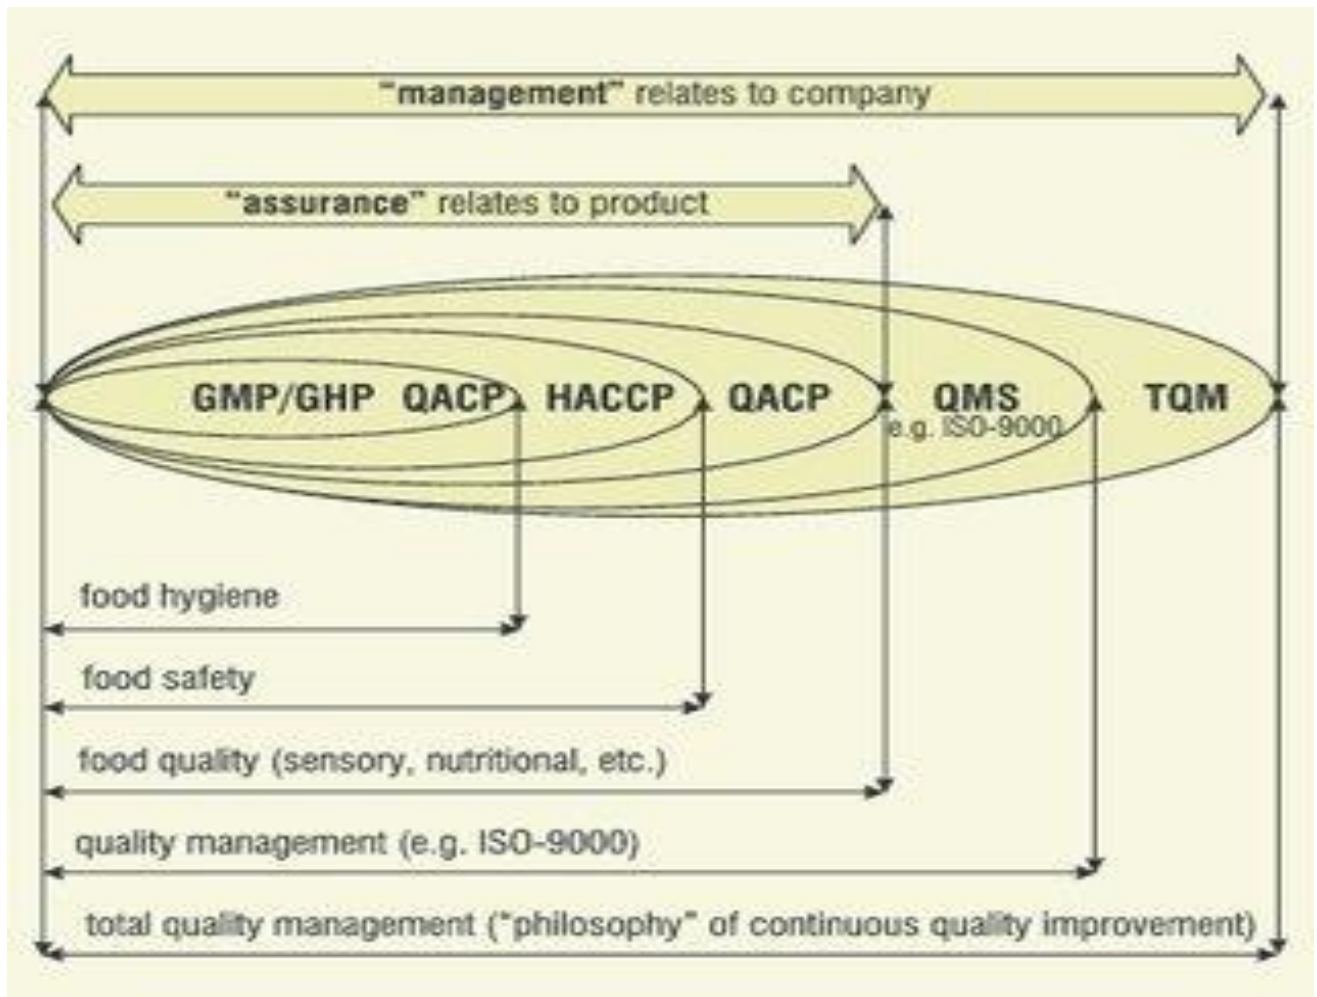 “management” relates to company
“assurance” relates to product
GMP/GHP QACP HACCP QACP QMS TQM
e.g. ISO-9000
food hygiene
food safety
food quality (sensory, nutritional, etc.)
quality management (e.g. ISO-9000)
total quality management (“philosophy” of continuous quality improvement)